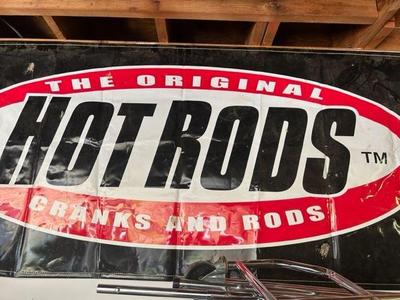 THE ORIGINAL
HOT RODS TM
CRANKS AND RODS